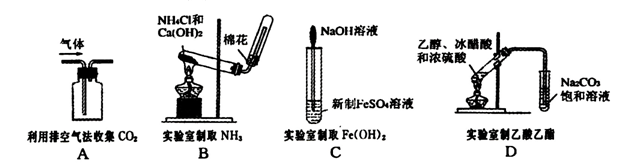 气体
利用排空气法收集CO₂
A
NH₄Cl和
Ca(OH)₂
棉花
实验室制取NH₃
B
NaOH溶液
新制FeSO₄溶液
实验室制取Fe(OH)₂
C
乙醇、冰醋酸
和浓硫酸
Na₂CO₃
饱和溶液
实验室制乙酸乙酯
D